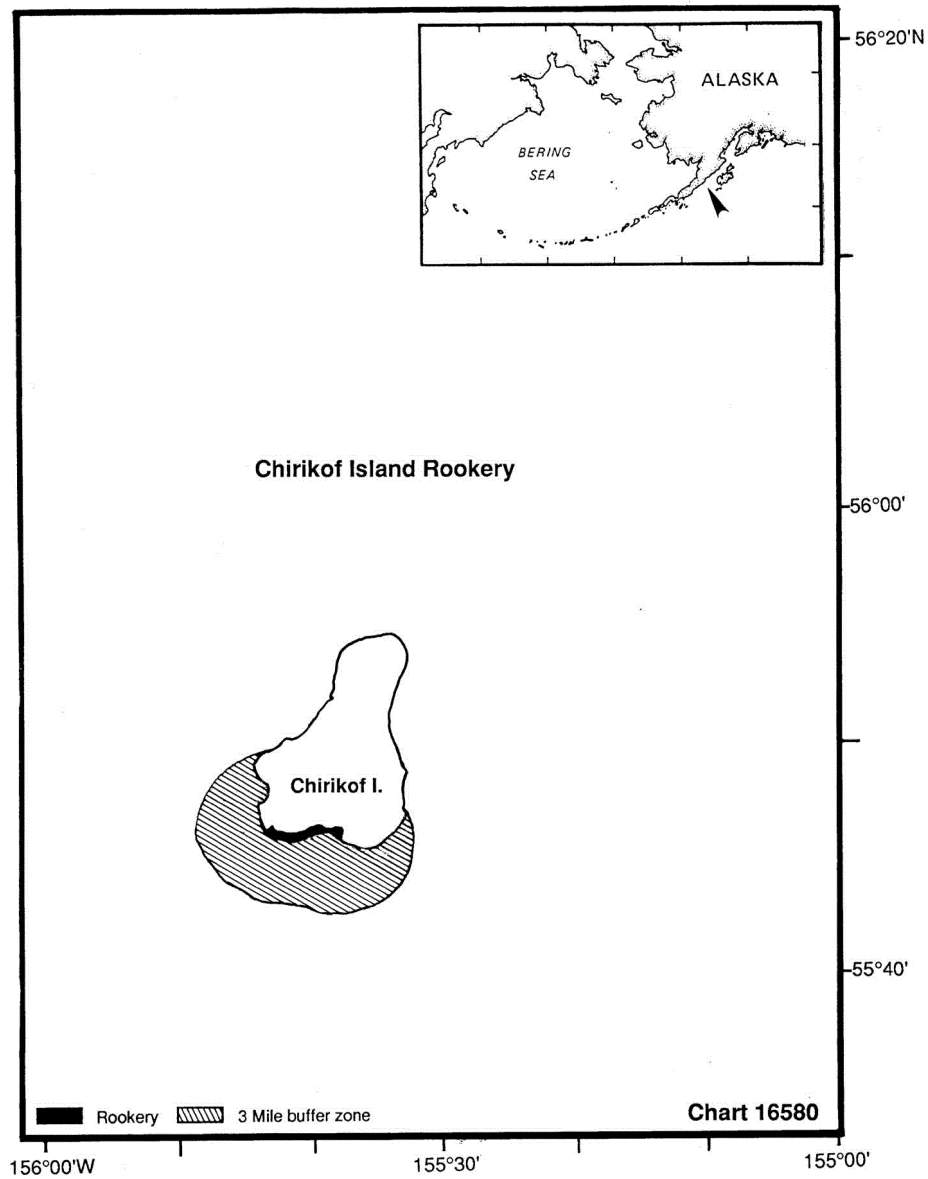 56°20'N
ALASKA
BERING
SEA
Chirikof Island Rookery
56°00'
Chirikof I.
55°40'
Rookery
3 Mile buffer zone
Chart 16580
156°00'W
155°30'
155°00'